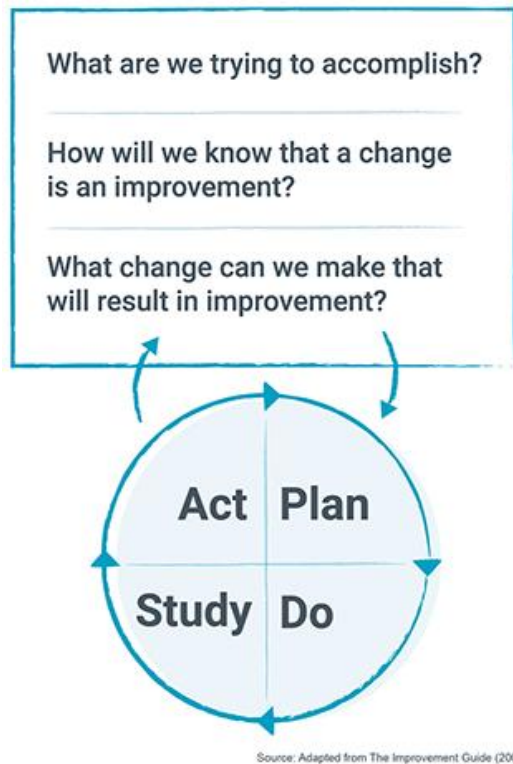 What are we trying to accomplish?
How will we know that a change
is an improvement?
What change can we make that
will result in improvement?
Act Plan
Study Do
Source: Adapted from The Improvement Guide